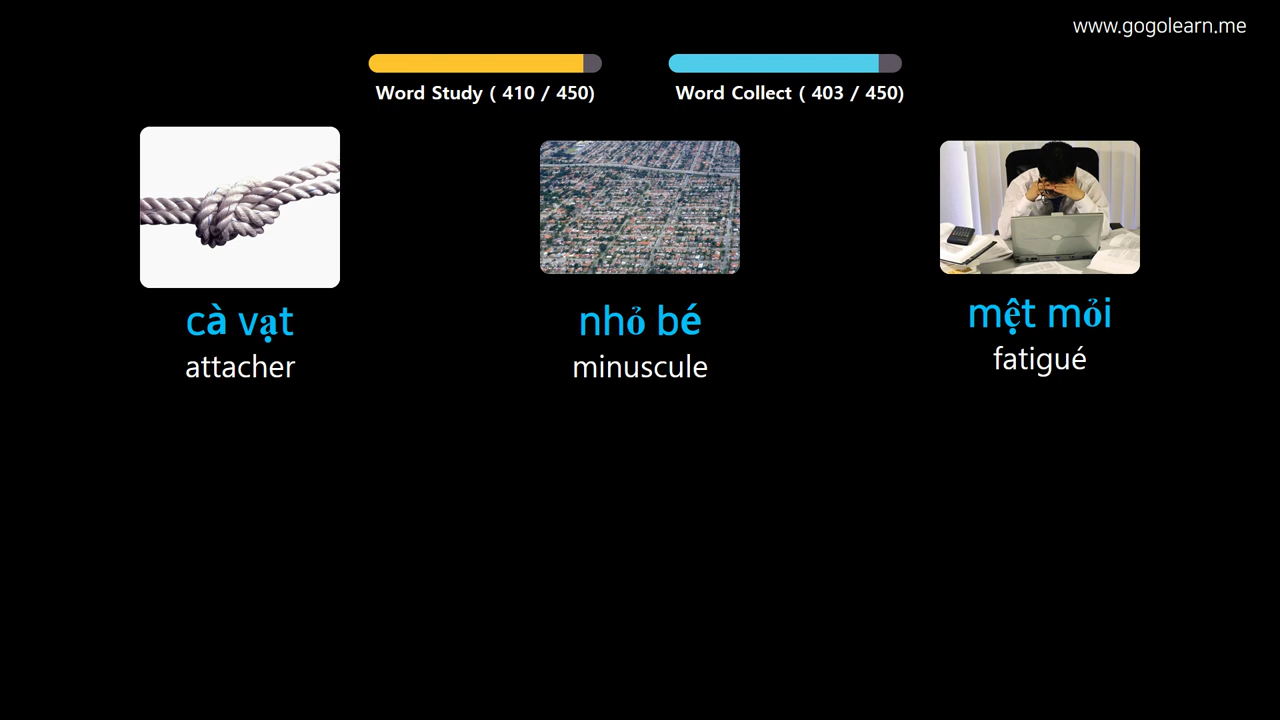 www.gogolearn.me
Word Study ( 410 / 450)
Word Collect ( 403 / 450)
cà vạt
nhỏ bé
mệt mỏi
attacher
minuscule
fatigué